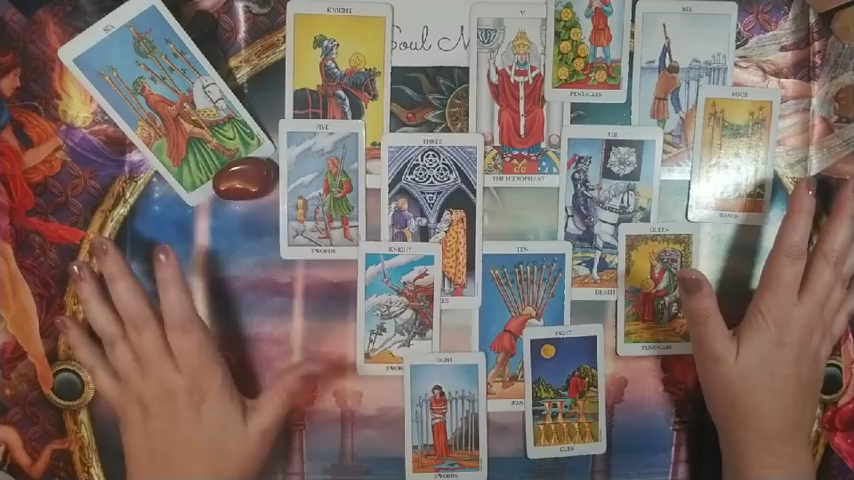 VI
KNIGHT
Soul M
V
SIX
FOUR
PENTACLES
FIVE
THREE
XIII
THE HIEROPHANT
WANDS
SWORDS
KNIGHT
TEN
QUEEN
DEATH
PENTACLES
SWORDS
EIGHT
EIGHT
CUPS
SWORDS